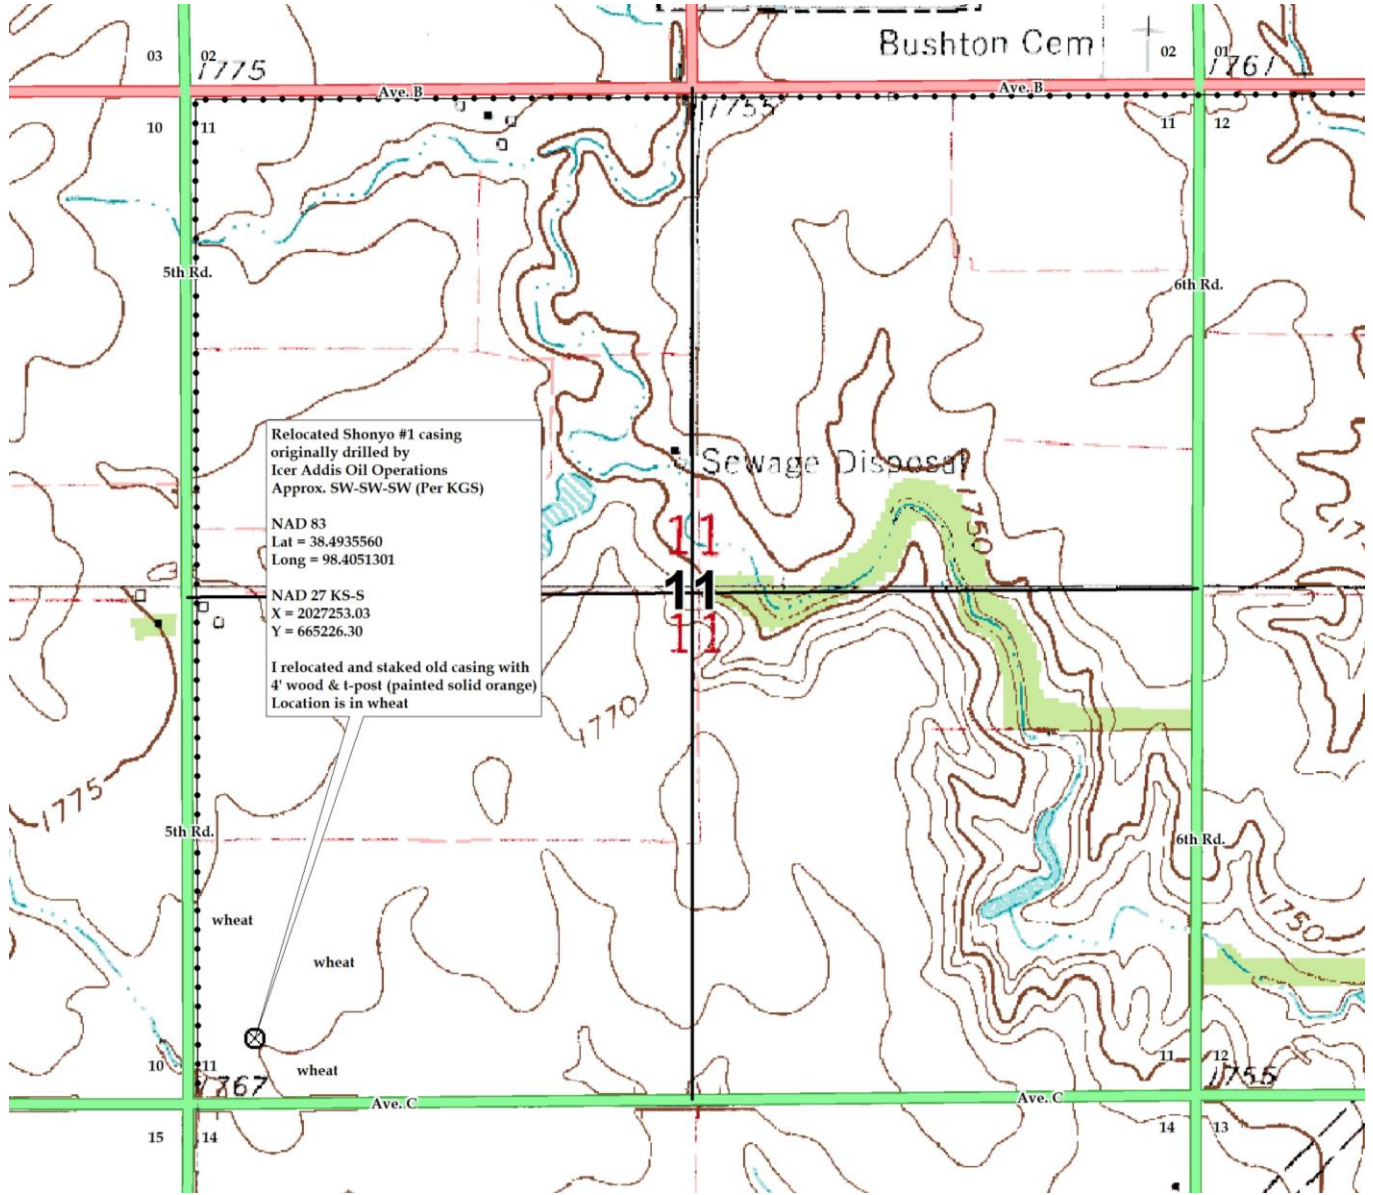 Bushton Cem
03
02
1775
02
01
1761
Ave. B
Ave. B
1755
10
11
11
12
5th Rd.
6th Rd.
Relocated Shonyo #1 casing
originally drilled by
Icer Addis Oil Operations
Approx. SW-SW-SW (Per KGS)
NAD 83
Lat = 38.4935560
Long = 98.4051301
NAD 27 KS-S
X = 2027253.03
Y = 665226.30
I relocated and staked old casing with
4' wood & t-post (painted solid orange)
Location is in wheat
Sewage Disposal
1750
11
11
11
1770
1775
5th Rd.
6th Rd.
wheat
1750
wheat
10
11
11
12
wheat
1767
1755
Ave. C
Ave. C
15
14
14
13